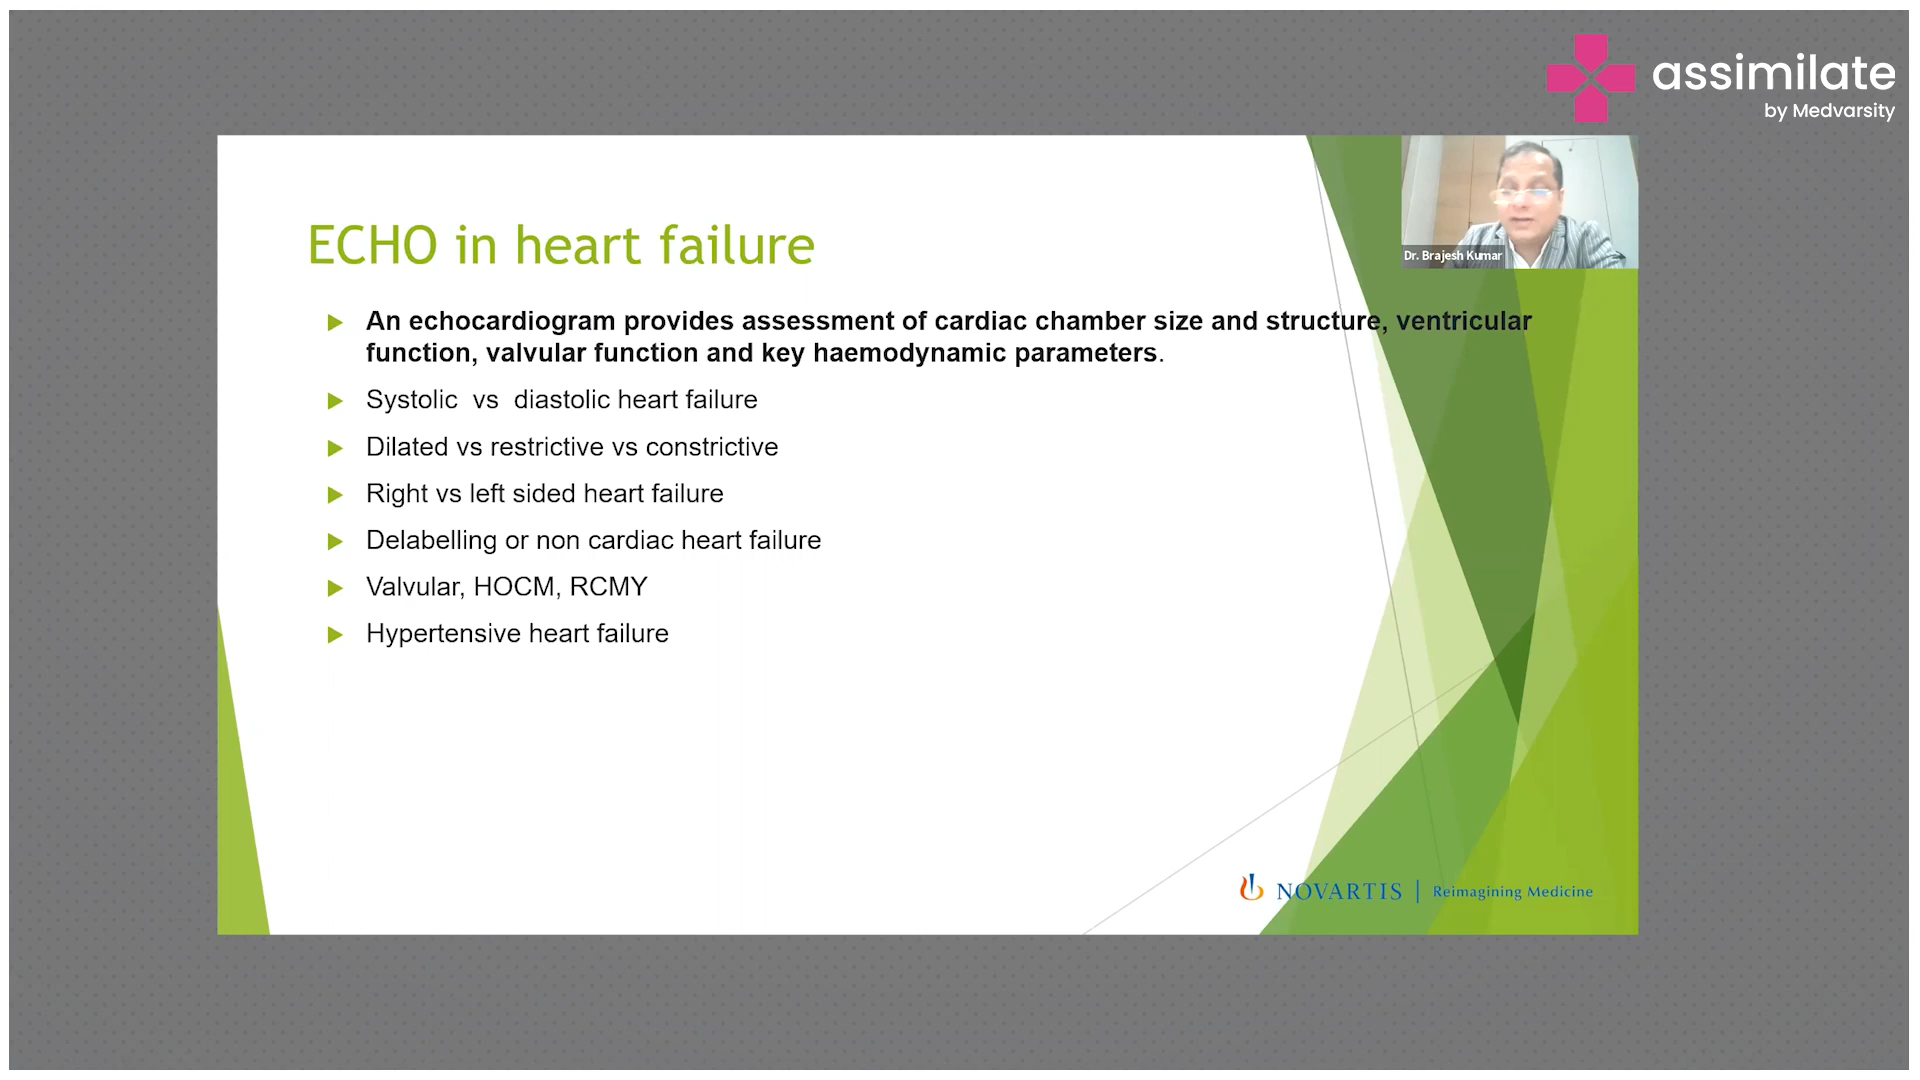 assimilate
by Medvarsity
Dr. Brajesh Kumar
ECHO in heart failure
An echocardiogram provides assessment of cardiac chamber size and structure, ventricular
function, valvular function and key haemodynamic parameters.
Systolic vs diastolic heart failure
Dilated vs restrictive vs constrictive
Right vs left sided heart failure
Delabelling or non cardiac heart failure
Valvular, HOCM, RCMY
Hypertensive heart failure
NOVARTIS | Reimagining Medicine